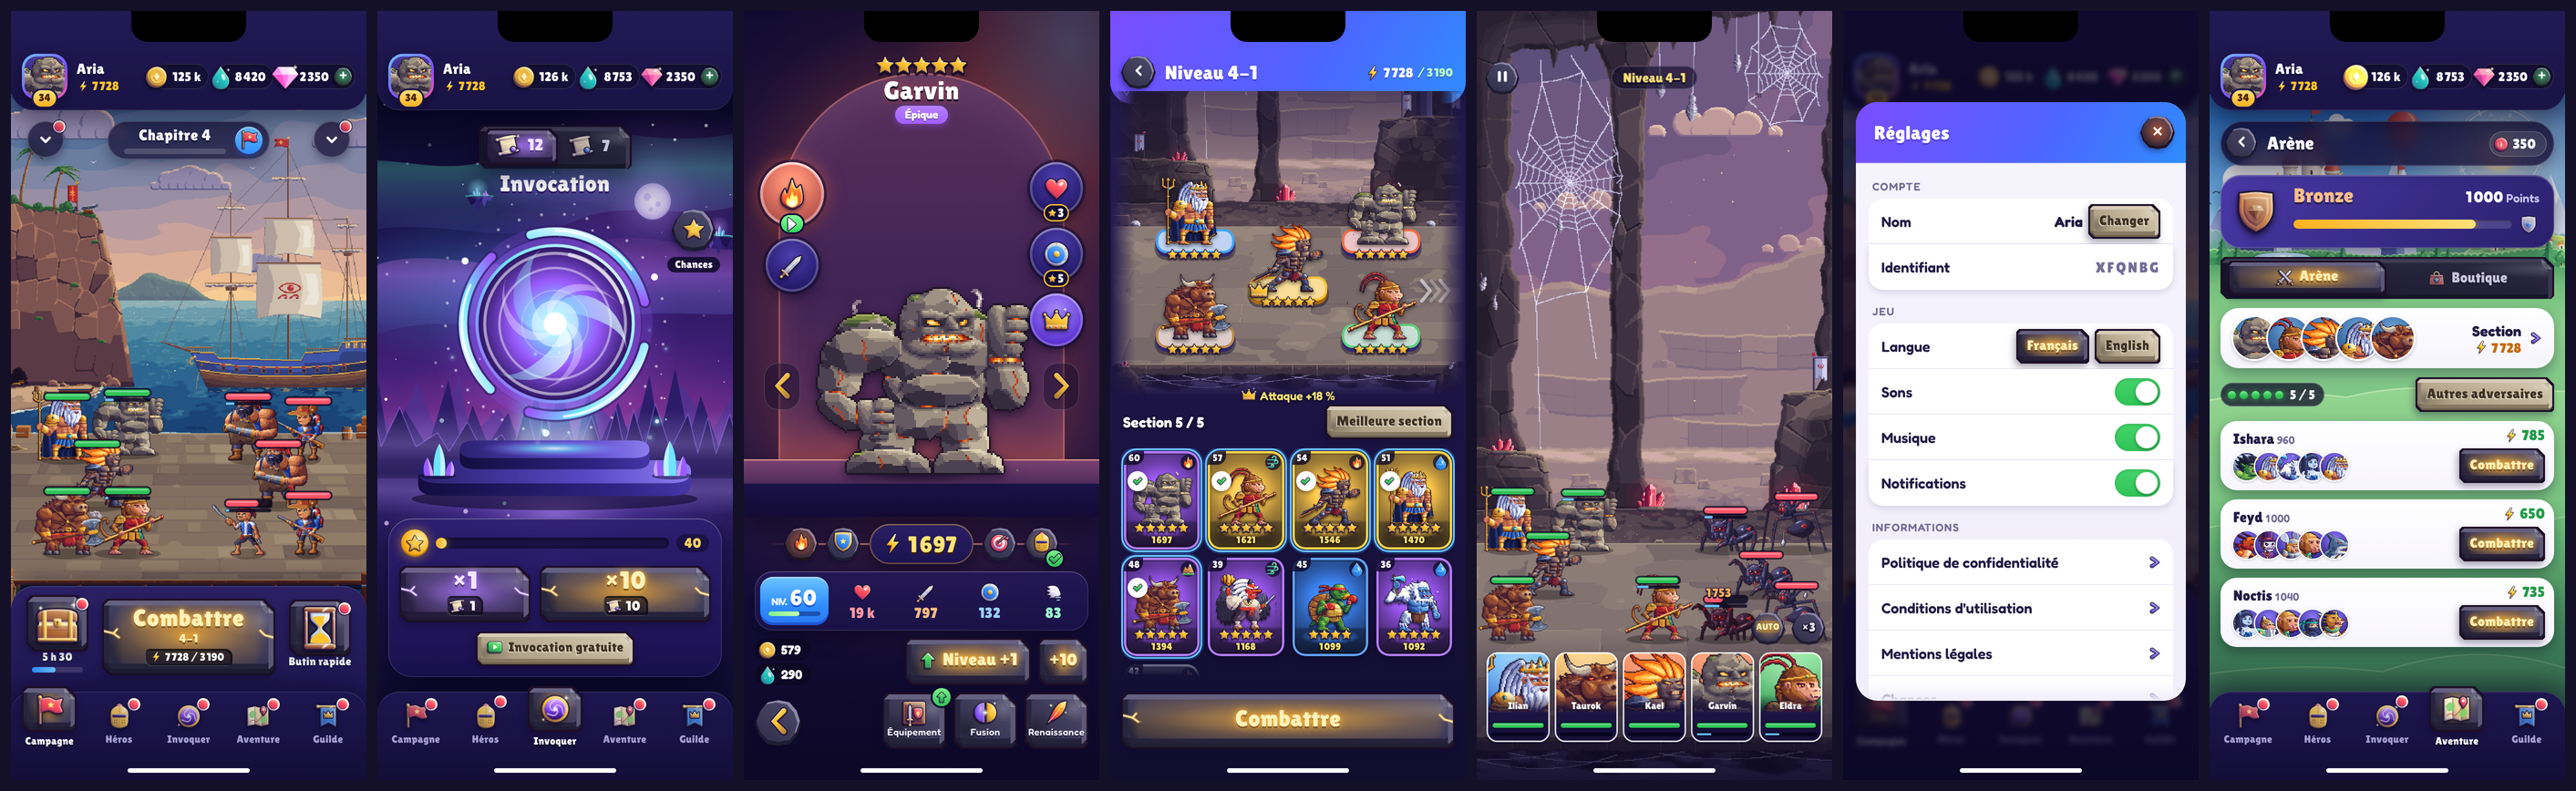 Aria
7728
34
125 k
8420
2350
Chapitre 4
Combattre
4-1
7728 / 3190
5 h 30
Butin rapide
Campagne
Héros
Invoquer
Aventure
Guilde
Aria
7728
34
126 k
8753
2350
12
7
Invocation
Chances
40
×1
1
×10
10
Invocation gratuite
Campagne
Héros
Invoquer
Aventure
Guilde
Garvin
Épique
3
5
1697
NIV. 60
19 k
797
132
83
579
290
Niveau +1
+10
Équipement
Fusion
Renaissance
Niveau 4-1
7728 / 3190
Attaque +18 %
Section 5 / 5
Meilleure section
60
1697
57
1621
54
1546
51
1470
48
1394
39
1168
45
1099
36
1092
Combattre
Niveau 4-1
1753
AUTO
×3
Ilian
Taurok
Kael
Garvin
Eldra
Réglages
COMPTE
Nom
Aria
Changer
Identifiant
XFQNBG
JEU
Langue
Français
English
Sons
Musique
Notifications
INFORMATIONS
Politique de confidentialité
Conditions d'utilisation
Mentions légales
Aria
7728
34
126 k
8753
2350
Arène
350
Bronze
1000 Points
Arène
Boutique
Section
7728
5 / 5
Autres adversaires
Ishara 960
785
Combattre
Feyd 1000
650
Combattre
Noctis 1040
735
Combattre
Campagne
Héros
Invoquer
Aventure
Guilde